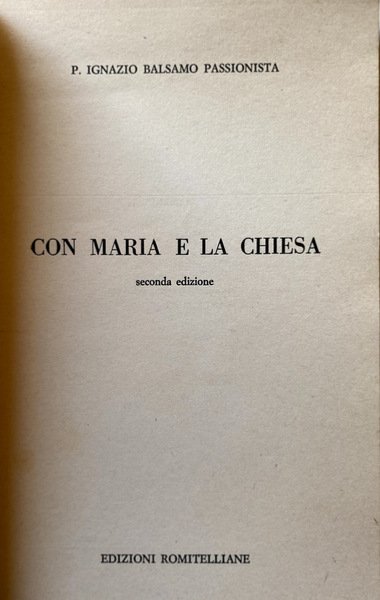 P. IGNAZIO BALSAMO PASSIONISTA
CON MARIA E LA CHIESA
seconda edizione
EDIZIONI ROMITELLIANE